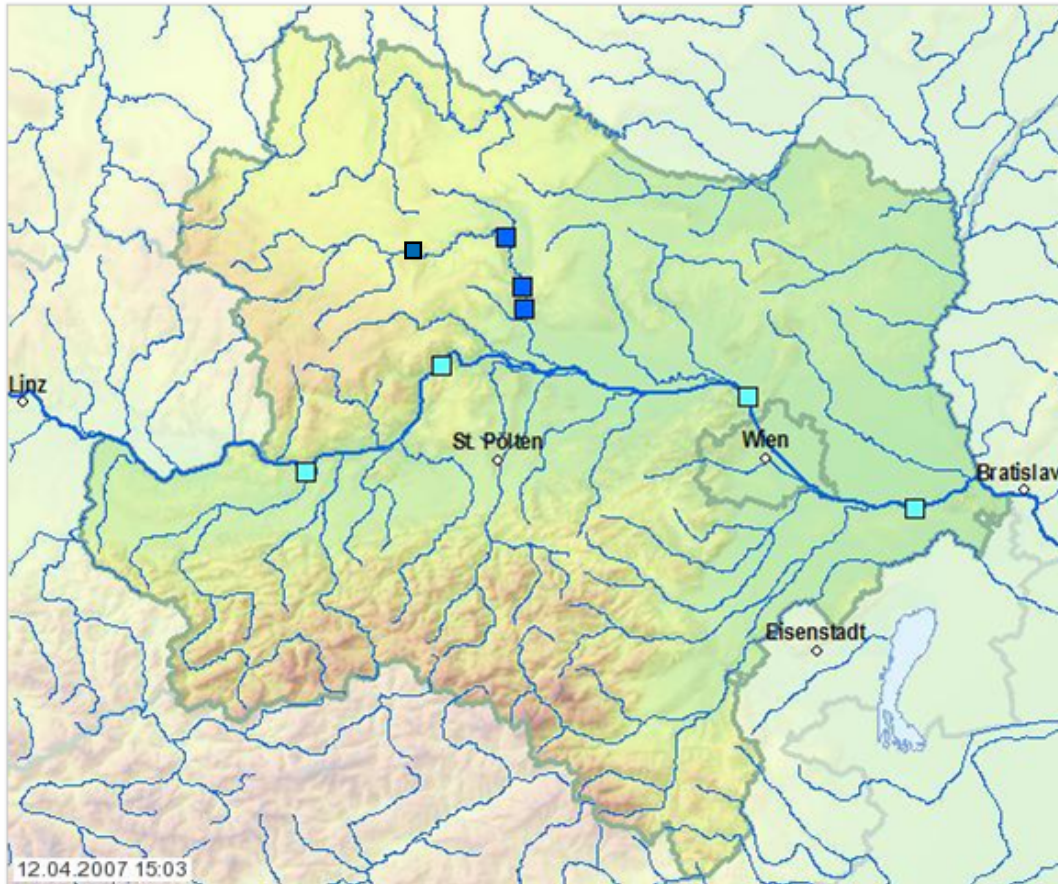 Linz
St. Pölten
Wien
Bratislav
Eisenstadt
12.04.2007 15:03